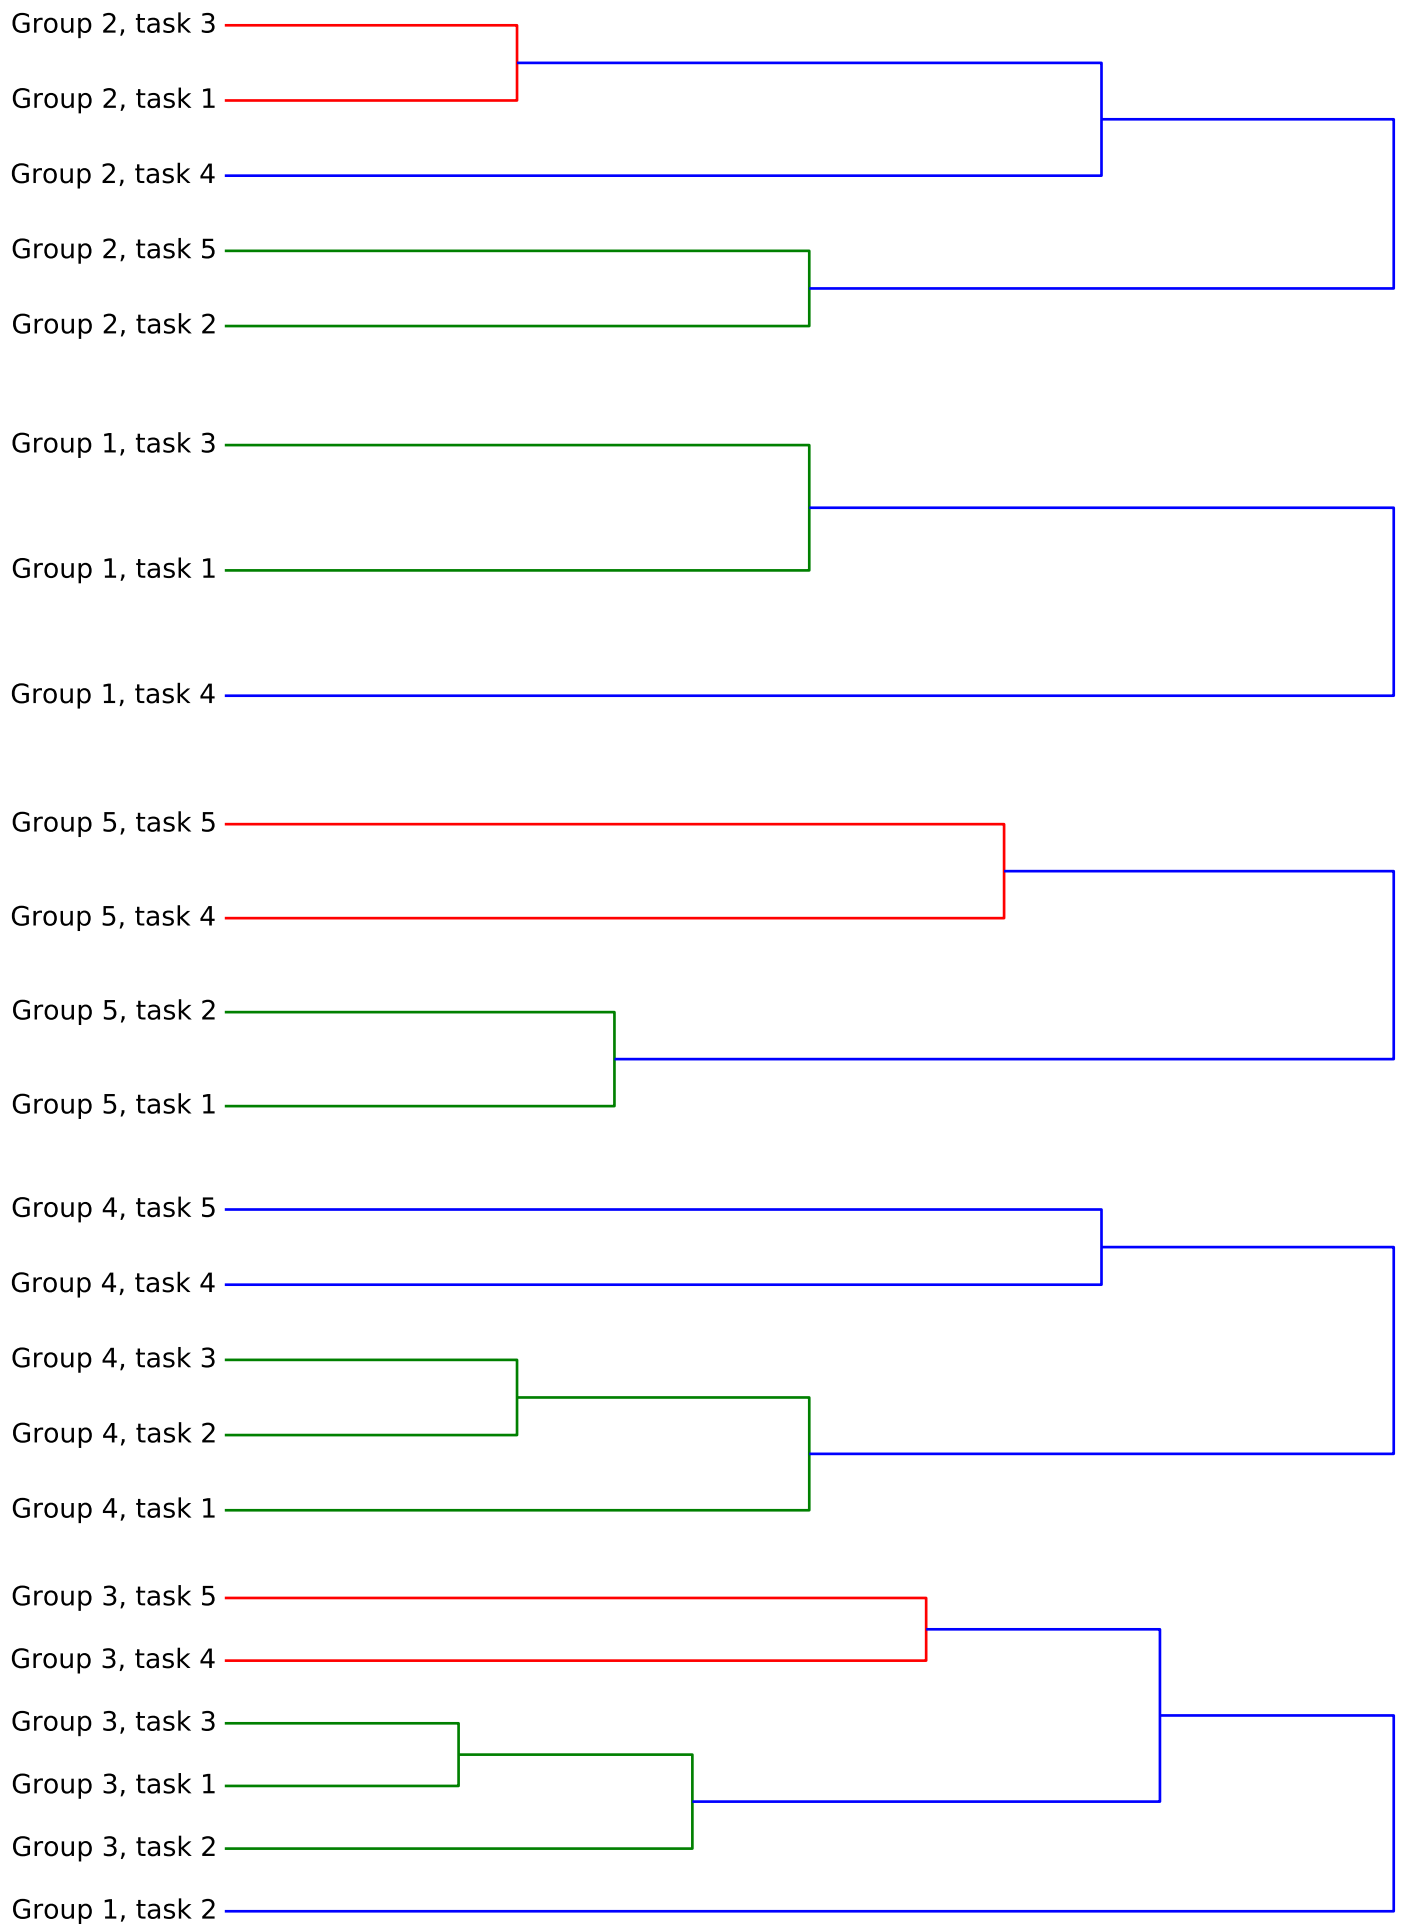 Group 2, task 3
Group 2, task 1
Group 2, task 4
Group 2, task 5
Group 2, task 2
Group 1, task 3
Group 1, task 1
Group 1, task 4
Group 5, task 5
Group 5, task 4
Group 5, task 2
Group 5, task 1
Group 4, task 5
Group 4, task 4
Group 4, task 3
Group 4, task 2
Group 4, task 1
Group 3, task 5
Group 3, task 4
Group 3, task 3
Group 3, task 1
Group 3, task 2
Group 1, task 2